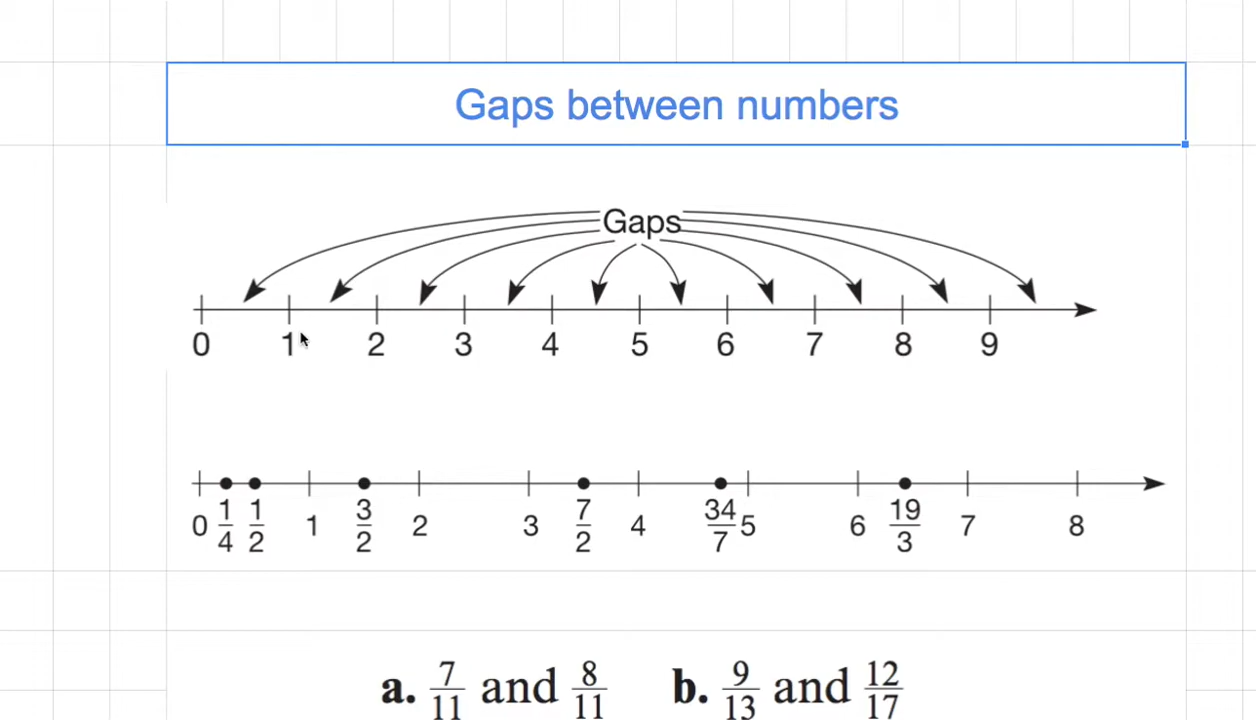 Gaps between numbers
Gaps
0 1 2 3 4 5 6 7 8 9
0 1/4 1/2 1 3/2 2 3 7/2 4 34/7 5 6 19/3 7 8
a. 7/11 and 8/11 b. 9/13 and 12/17